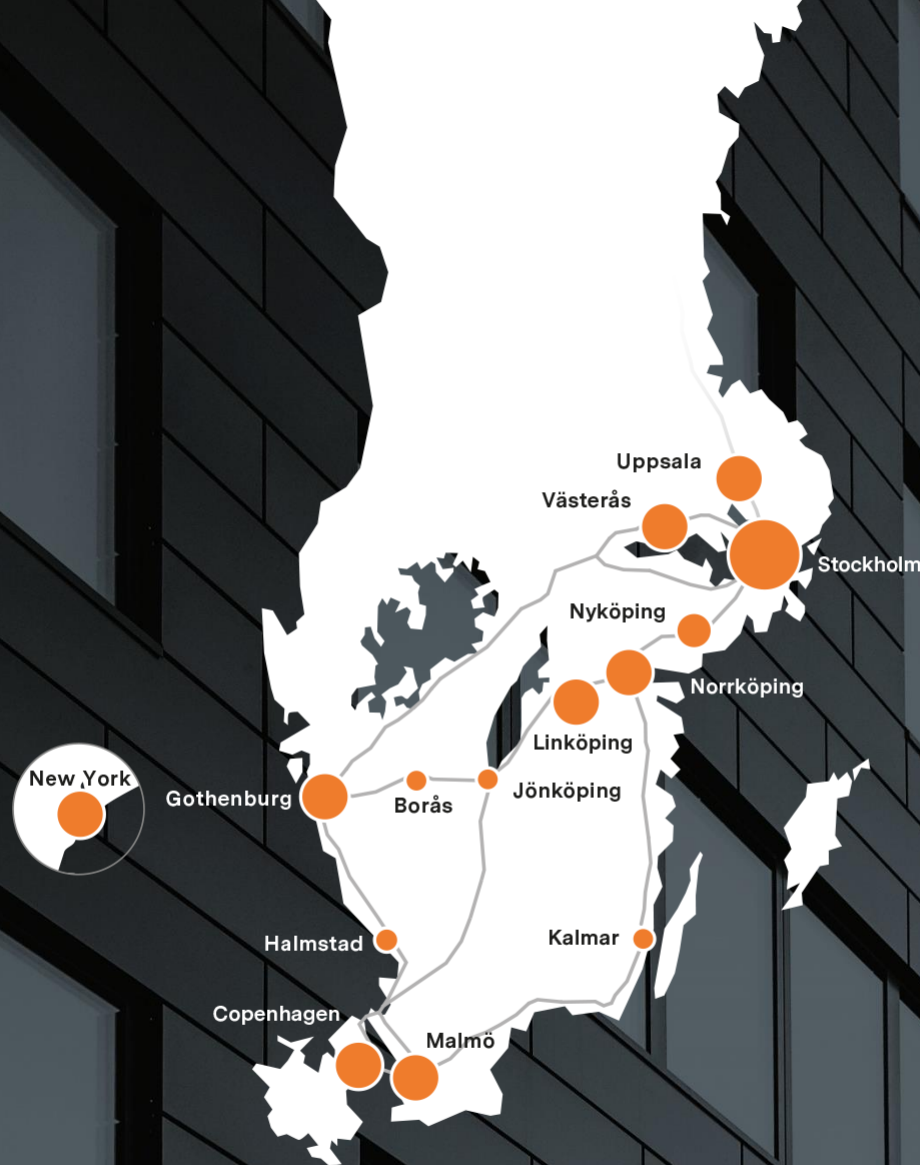 Uppsala
Västerås
Stockholm
Nyköping
Norrköping
Linköping
New York
Gothenburg
Borås
Jönköping
Halmstad
Kalmar
Copenhagen
Malmö